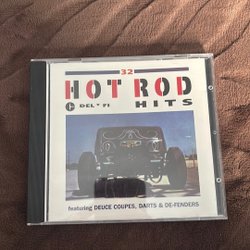 32
HOT ROD
DEL★FI HITS
featuring DEUCE COUPES, DARTS & DE-FENDERS